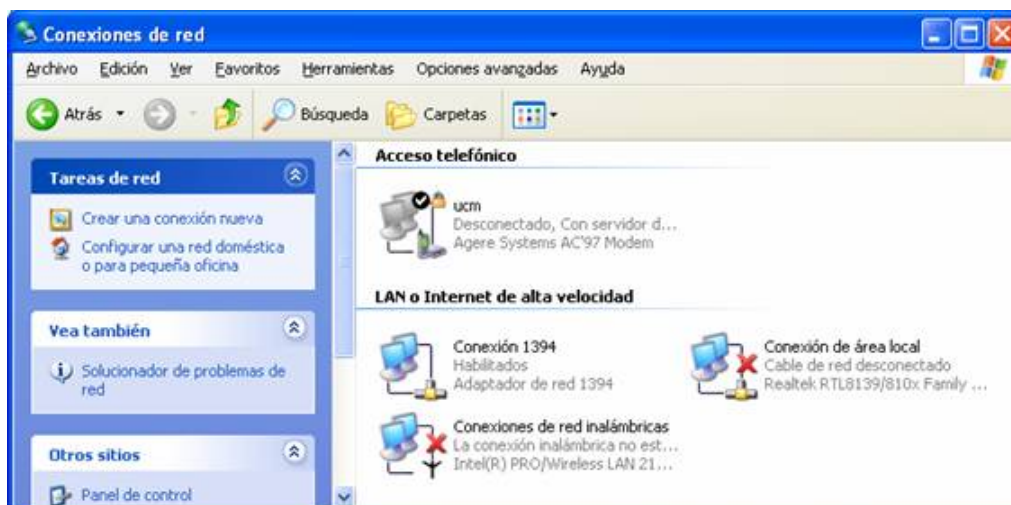 Conexiones de red
Archivo Edición Ver Favoritos Herramientas Opciones avanzadas Ayuda
Atrás Búsqueda Carpetas
Tareas de red
Crear una conexión nueva
Configurar una red doméstica
o para pequeña oficina
Vea también
Solucionador de problemas de
red
Otros sitios
Panel de control
Acceso telefónico
ucm
Desconectado, Con servidor d...
Agere Systems AC'97 Modem
LAN o Internet de alta velocidad
Conexión 1394
Habilitados
Adaptador de red 1394
Conexión de área local
Cable de red desconectado
Realtek RTL8139/810x Family ...
Conexiones de red inalámbricas
La conexión inalámbrica no est...
Intel(R) PRO/Wireless LAN 21...